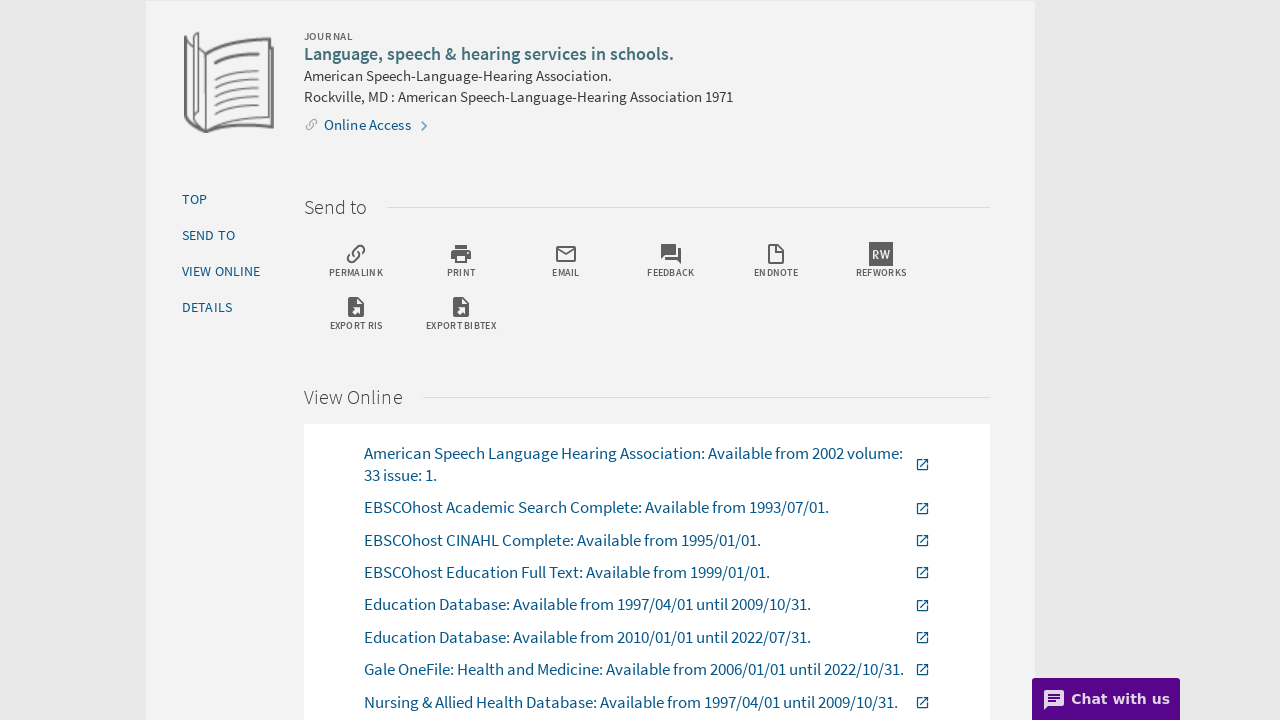 JOURNAL
Language, speech & hearing services in schools.
American Speech-Language-Hearing Association.
Rockville, MD : American Speech-Language-Hearing Association 1971
Online Access
TOP
SEND TO
VIEW ONLINE
DETAILS
Send to
PERMALINK
PRINT
EMAIL
FEEDBACK
ENDNOTE
RW
REFWORKS
EXPORT RIS
EXPORT BIBTEX
View Online
American Speech Language Hearing Association: Available from 2002 volume:
33 issue: 1.
EBSCOhost Academic Search Complete: Available from 1993/07/01.
EBSCOhost CINAHL Complete: Available from 1995/01/01.
EBSCOhost Education Full Text: Available from 1999/01/01.
Education Database: Available from 1997/04/01 until 2009/10/31.
Education Database: Available from 2010/01/01 until 2022/07/31.
Gale OneFile: Health and Medicine: Available from 2006/01/01 until 2022/10/31.
Nursing & Allied Health Database: Available from 1997/04/01 until 2009/10/31.
Chat with us